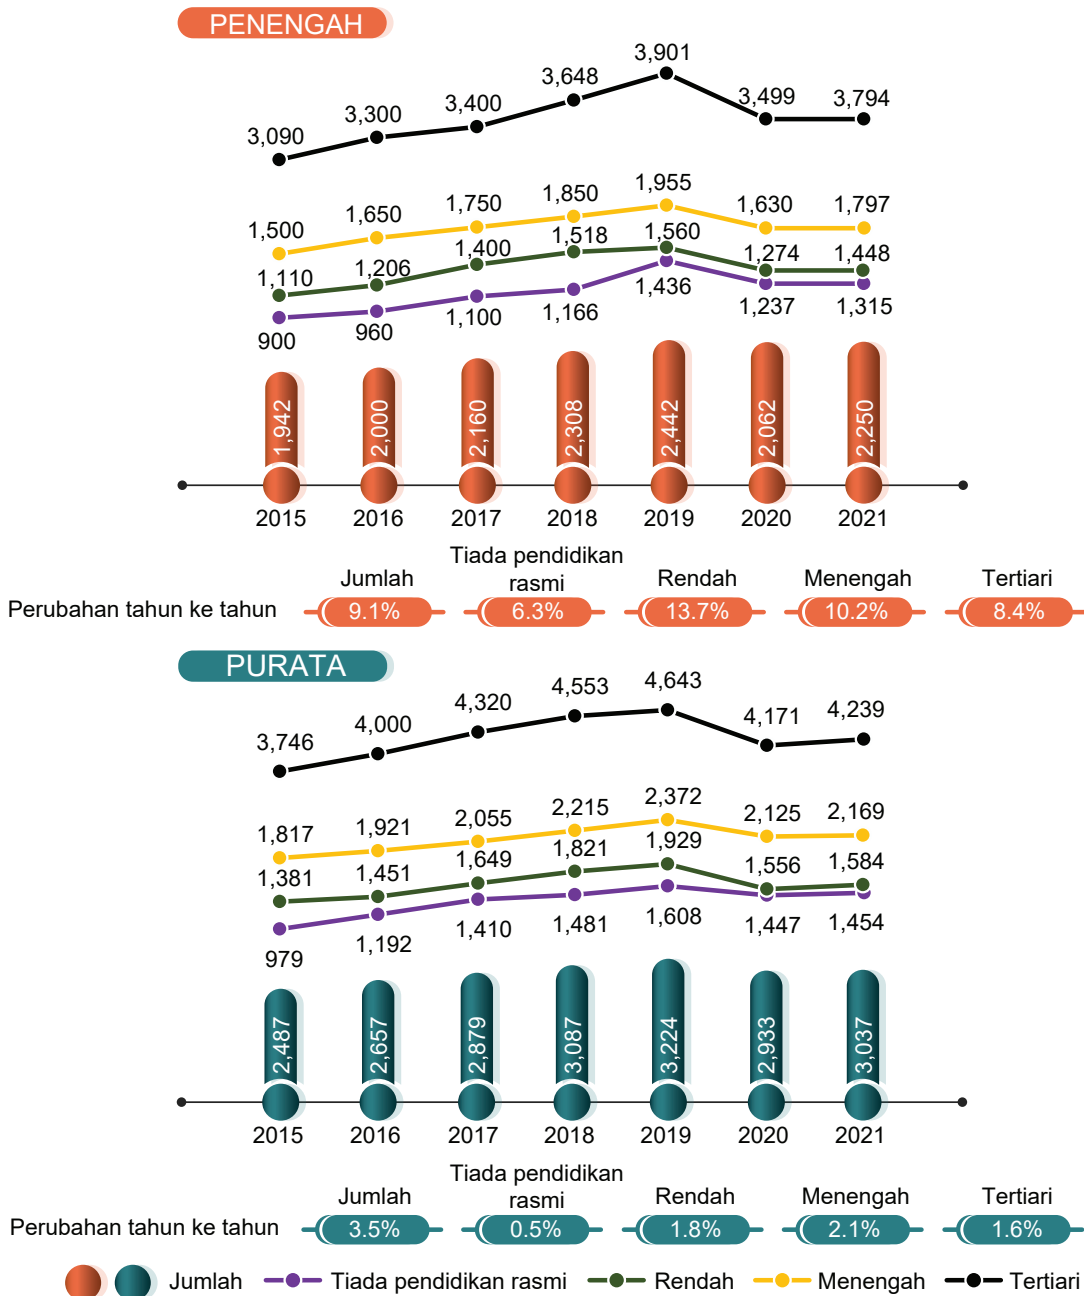 PENENGAH
3,090 3,300 3,400 3,648 3,901 3,499 3,794
1,500 1,650 1,750 1,850 1,955 1,630 1,797
1,110 1,206 1,400 1,518 1,560 1,274 1,448
900 960 1,100 1,166 1,436 1,237 1,315
1,942 2,000 2,160 2,308 2,442 2,062 2,250
2015 2016 2017 2018 2019 2020 2021
Jumlah Tiada pendidikan rasmi Rendah Menengah Tertiari
Perubahan tahun ke tahun 9.1% 6.3% 13.7% 10.2% 8.4%
PURATA
3,746 4,000 4,320 4,553 4,643 4,171 4,239
1,817 1,921 2,055 2,215 2,372 2,125 2,169
1,381 1,451 1,649 1,821 1,929 1,556 1,584
979 1,192 1,410 1,481 1,608 1,447 1,454
2,487 2,657 2,879 3,087 3,224 2,933 3,037
2015 2016 2017 2018 2019 2020 2021
Jumlah Tiada pendidikan rasmi Rendah Menengah Tertiari
Perubahan tahun ke tahun 3.5% 0.5% 1.8% 2.1% 1.6%
Jumlah Tiada pendidikan rasmi Rendah Menengah Tertiari